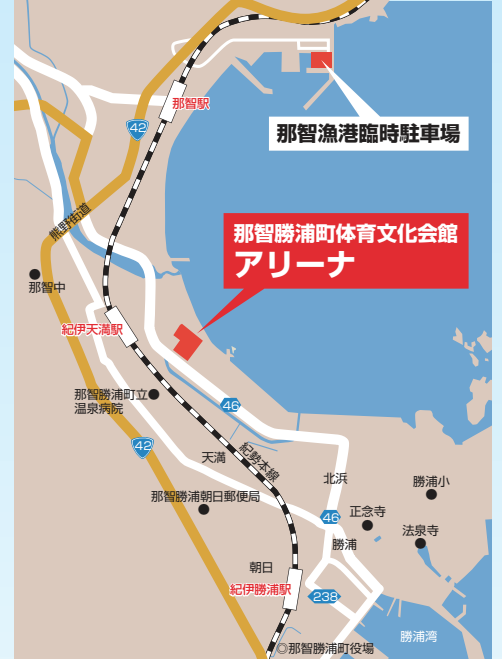 那智駅
42
那智漁港臨時駐車場
熊野街道
那智勝浦町体育文化会館
アリーナ
那智中
紀伊天満駅
那智勝浦町立
温泉病院
46
42
天満
紀勢本線
北浜
勝浦小
那智勝浦朝日郵便局
46
正念寺
法泉寺
勝浦
朝日
紀伊勝浦駅
238
勝浦湾
◎那智勝浦町役場